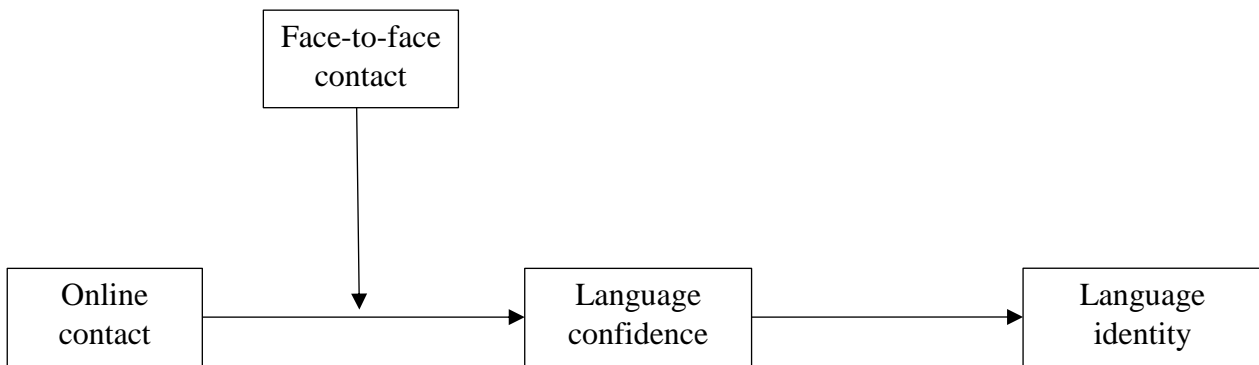 Face-to-face
contact
Online
contact
Language
confidence
Language
identity